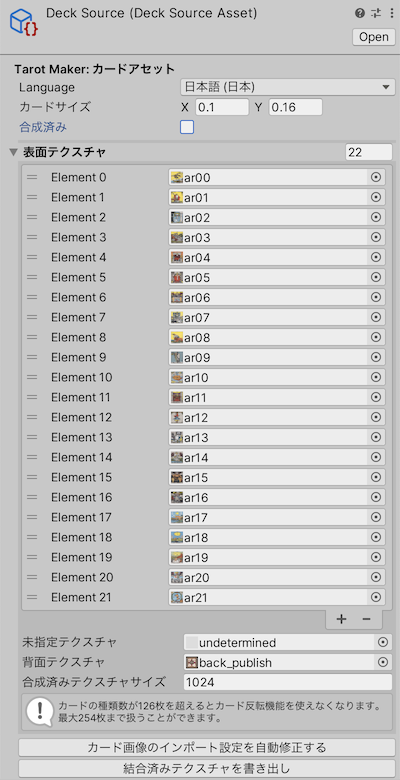 Deck Source (Deck Source Asset)
Open
Tarot Maker: カードアセット
Language 日本語 (日本)
カードサイズ X 0.1 Y 0.16
合成済み
表面テクスチャ 22
Element 0 ar00
Element 1 ar01
Element 2 ar02
Element 3 ar03
Element 4 ar04
Element 5 ar05
Element 6 ar06
Element 7 ar07
Element 8 ar08
Element 9 ar09
Element 10 ar10
Element 11 ar11
Element 12 ar12
Element 13 ar13
Element 14 ar14
Element 15 ar15
Element 16 ar16
Element 17 ar17
Element 18 ar18
Element 19 ar19
Element 20 ar20
Element 21 ar21
未指定テクスチャ undetermined
背面テクスチャ back_publish
合成済みテクスチャサイズ 1024
カードの種類数が126枚を超えるとカード反転機能を使えなくなります。
最大254枚まで扱うことができます。
カード画像のインポート設定を自動修正する
結合済みテクスチャを書き出し